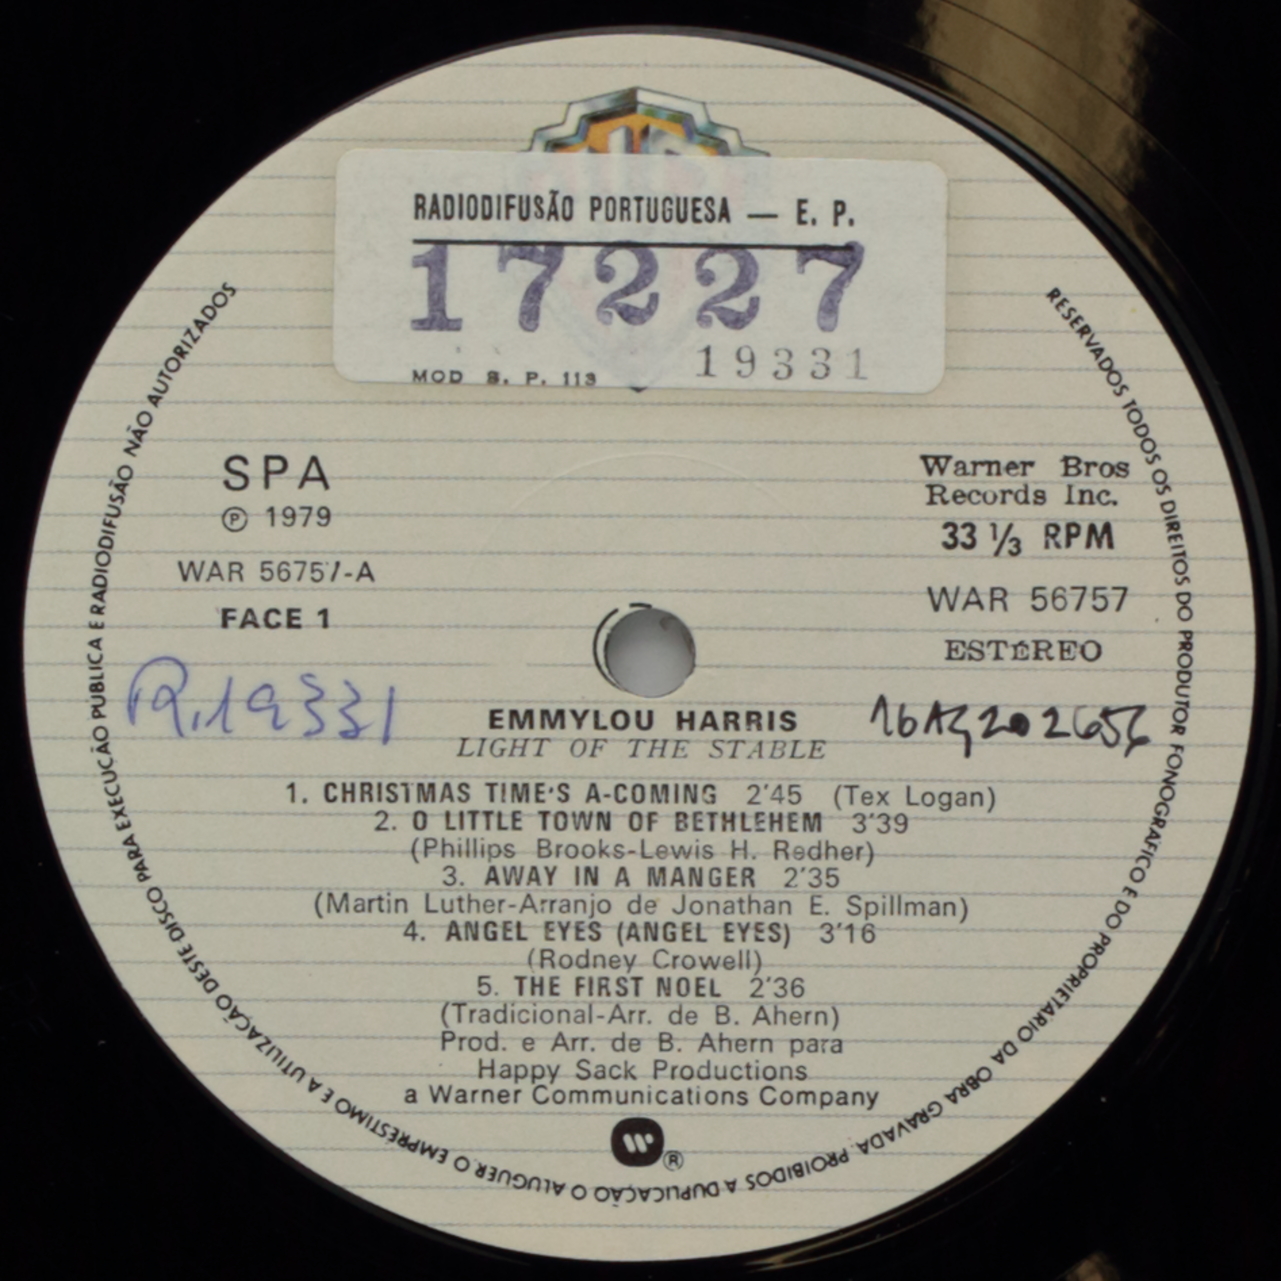 RADIODIFUSÃO PORTUGUESA — E. P.
17227
19331
MOD S. P. 113
SPA
℗ 1979
WAR 56757-A
FACE 1
Warner Bros
Records Inc.
33 1/3 RPM
WAR 56757
ESTÉREO
R.19331
EMMYLOU HARRIS
LIGHT OF THE STABLE
1. CHRISTMAS TIME'S A-COMING 2'45 (Tex Logan)
2. O LITTLE TOWN OF BETHLEHEM 3'39
(Phillips Brooks-Lewis H. Redher)
3. AWAY IN A MANGER 2'35
(Martin Luther-Arranjo de Jonathan E. Spillman)
4. ANGEL EYES (ANGEL EYES) 3'16
(Rodney Crowell)
5. THE FIRST NOEL 2'36
(Tradicional-Arr. de B. Ahern)
Prod. e Arr. de B. Ahern para
Happy Sack Productions
a Warner Communications Company
®
RESERVADOS TODOS OS DIREITOS DO PRODUTOR FONOGRAFICO E DO PROPRIETARIO DA OBRA GRAVADA. PROIBIDOS A DUPLICAÇÃO O ALUGUER O EMPRÉSTIMO E A UTILIZAÇÃO DESTE DISCO PARA EXECUÇÃO PUBLICA E RADIODIFUSÃO NÃO AUTORIZADOS